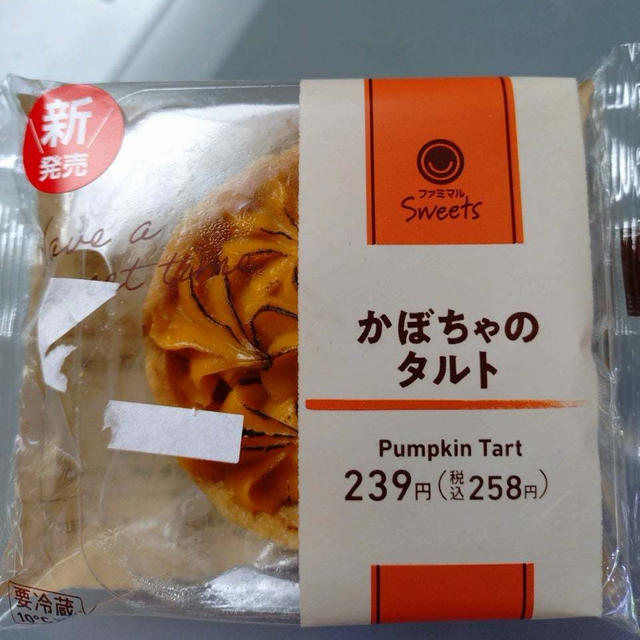 新
発売
ファミマル
Sweets
かぼちゃの
タルト
Pumpkin Tart
239円(税込258円)
要冷蔵
10℃